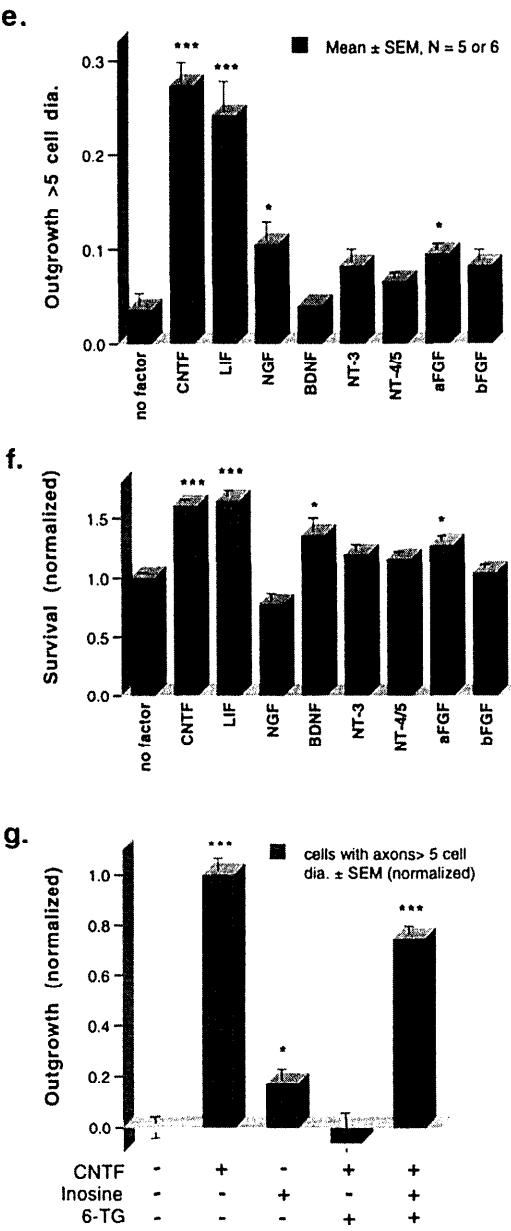 e.
Mean ± SEM, N = 5 or 6
Outgrowth >5 cell dia.
0.3
0.2
0.1
0.0
*** *** * *
no factor CNTF LIF NGF BDNF NT-3 NT-4/5 aFGF bFGF
f.
Survival (normalized)
1.5
1.0
0.5
0.0
*** *** * *
no factor CNTF LIF NGF BDNF NT-3 NT-4/5 aFGF bFGF
g.
cells with axons> 5 cell
dia. ± SEM (normalized)
Outgrowth (normalized)
1.0
0.8
0.6
0.4
0.2
0.0
*** * ***
CNTF - + - + +
Inosine - - + - +
6-TG - - - + +